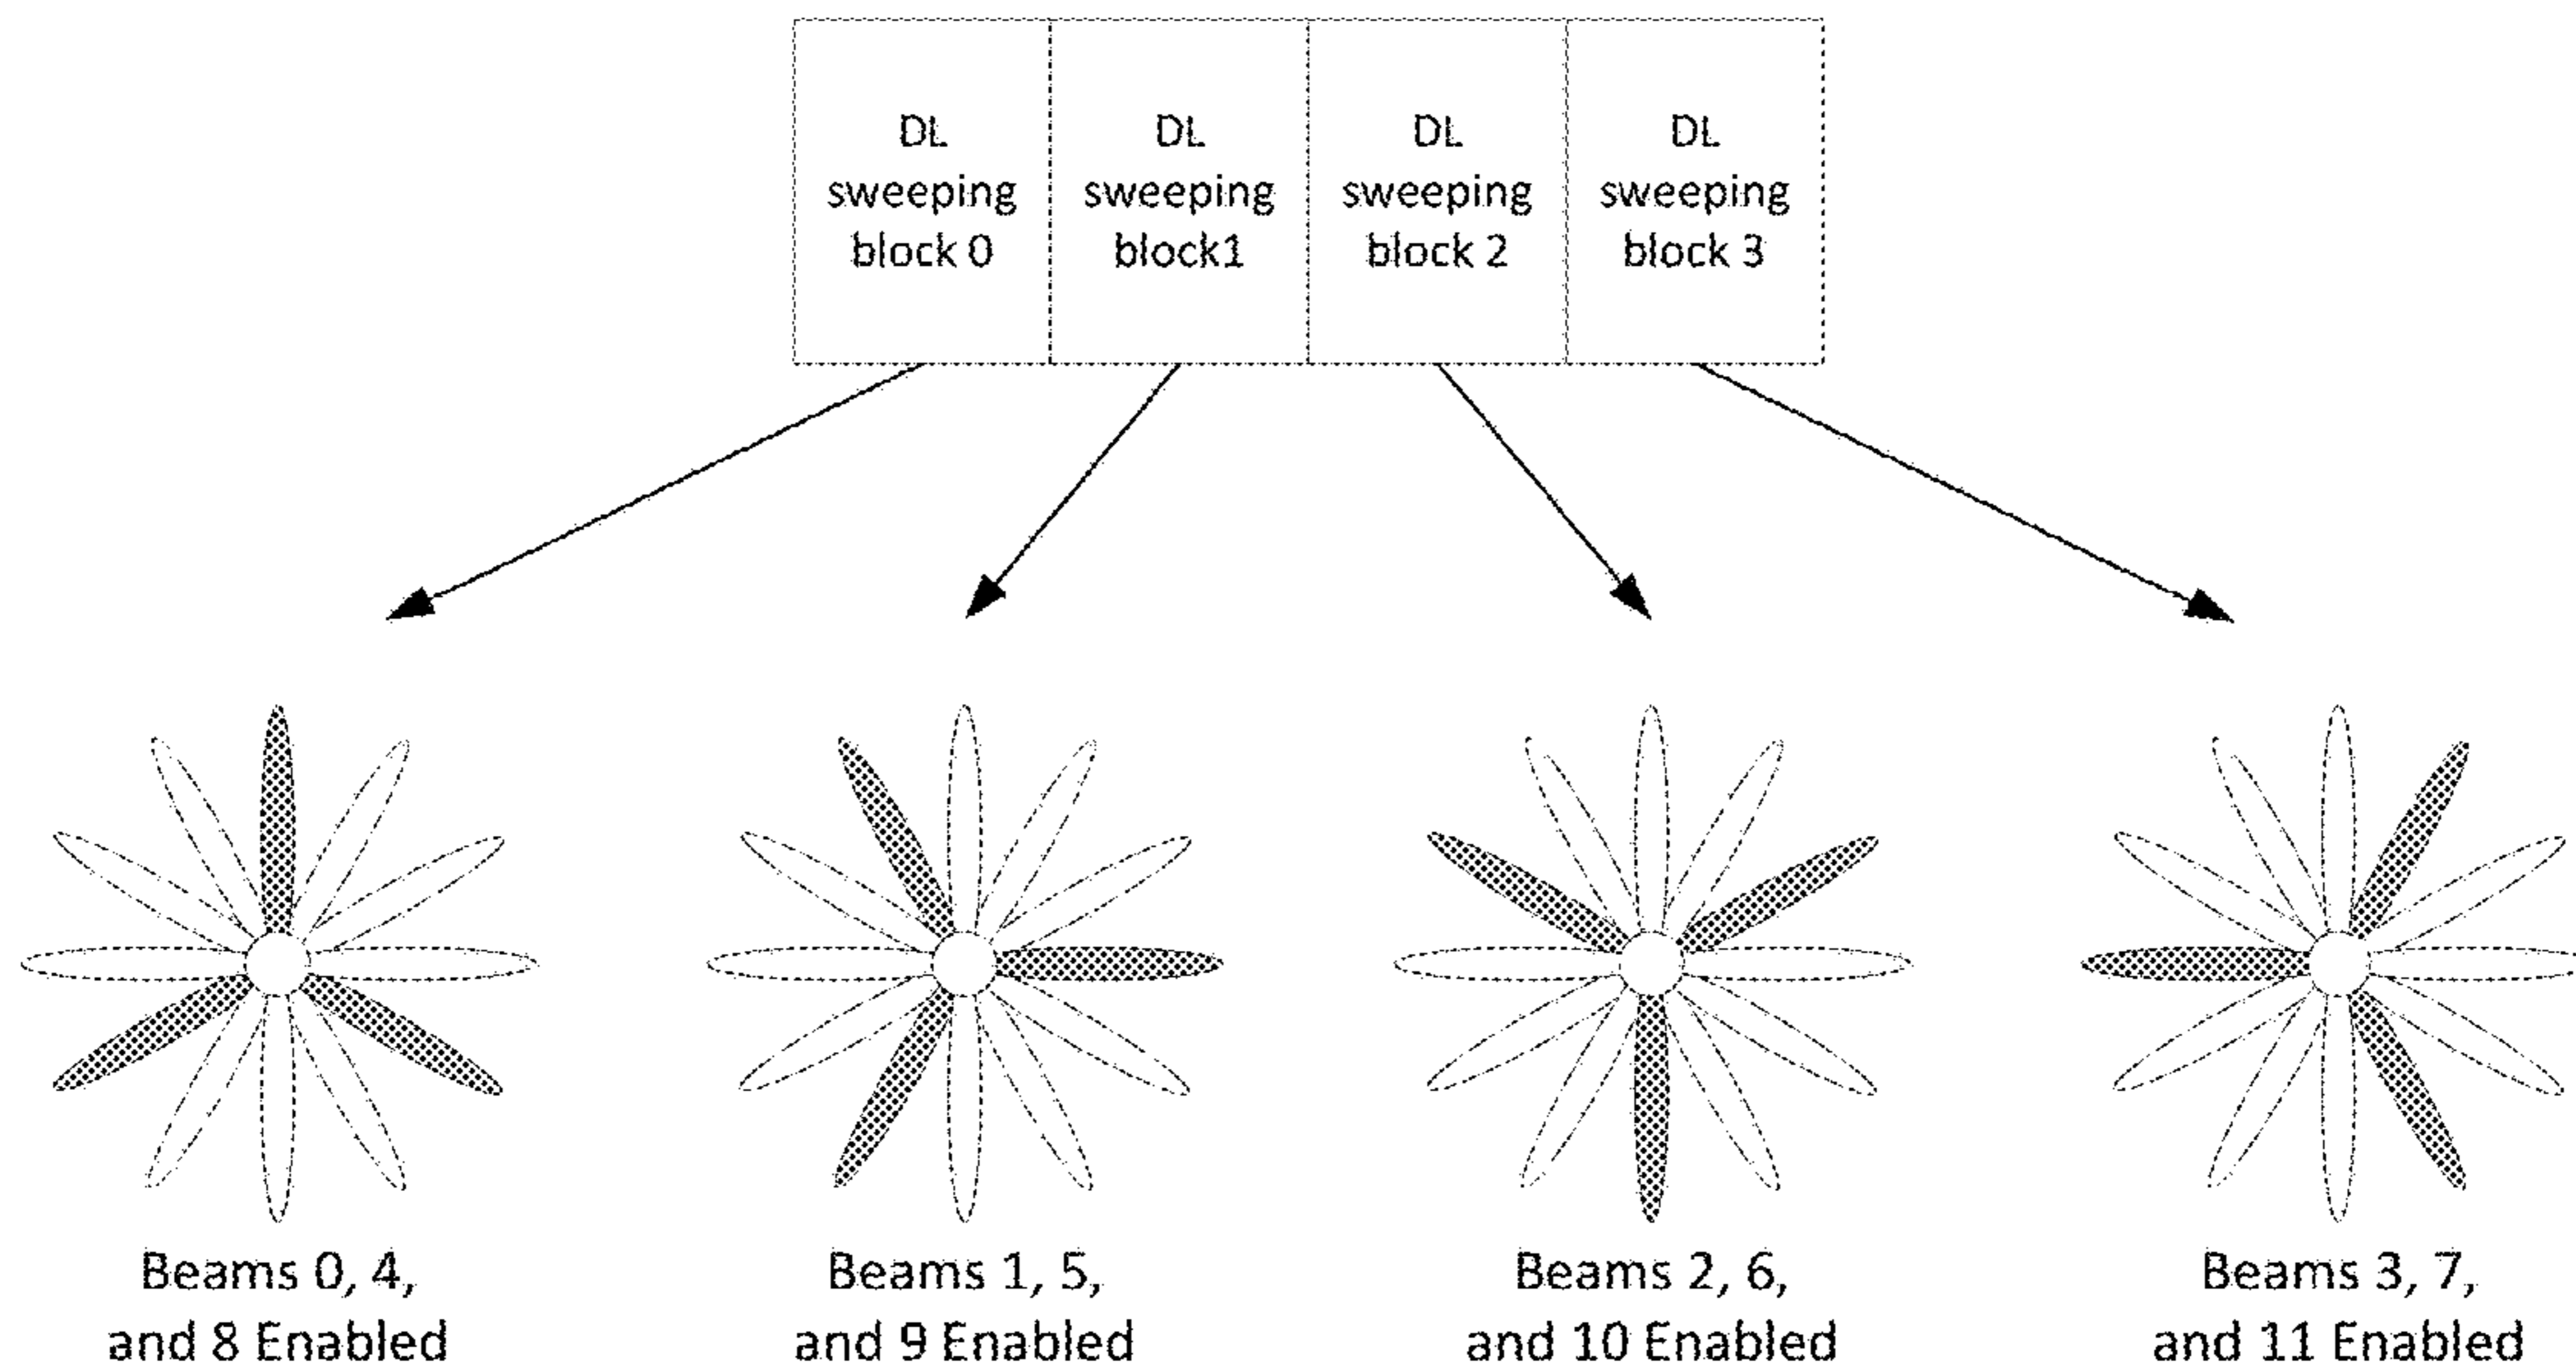 DL
sweeping
block 0
DL
sweeping
block1
DL
sweeping
block 2
DL
sweeping
block 3
Beams 0, 4,
and 8 Enabled
Beams 1, 5,
and 9 Enabled
Beams 2, 6,
and 10 Enabled
Beams 3, 7,
and 11 Enabled